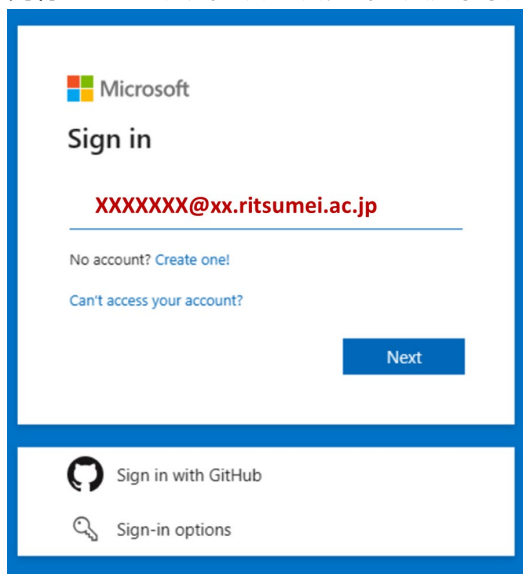 Microsoft
Sign in
XXXXXXX@xx.ritsumei.ac.jp
No account? Create one!
Can't access your account?
Next
Sign in with GitHub
Sign-in options